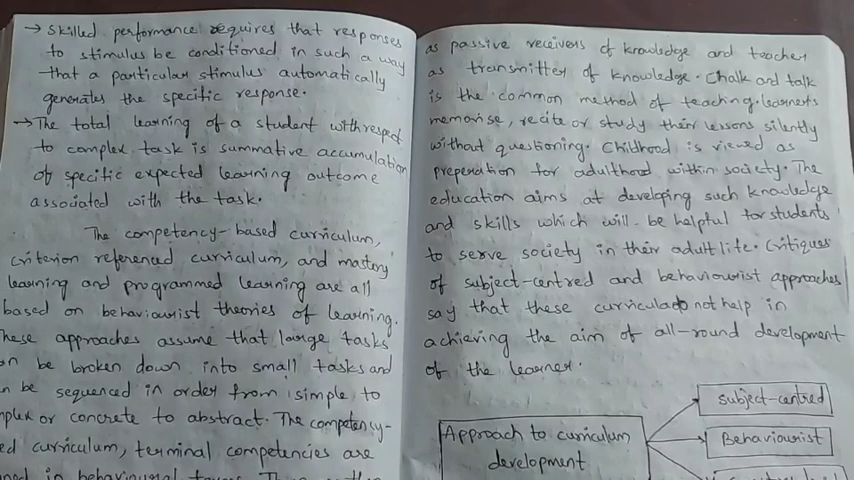 → skilled performance requires that responses
to stimulus be conditioned in such a way
that a particular stimulus automatically
generates the specific response.
→ The total learning of a student with respect
to complex task is summative accumulation
of specific expected learning outcome
associated with the task.
The competency-based curriculum,
criterion referenad curriculum, and mastery
learning and programmed learning are all
based on behaviourist theories of learning.
these approaches assume that large tasks
an be broken down into small tasks and
n be sequenced in order from simple to
mplex or concrete to abstract. The competency-
ed curriculum, terminal competencies are
in behavioural
as passive receivers of knowledge and teacher
as transmitter of knowledge. Chalk and talk
is the common method of teaching. learners
memorise, recite or study their lessons silently
without questioning. Childhood is viewed as
preperation for adulthood within society. The
education aims at developing such knowledge
and skills which will be helpful for students
to serve society in their adult life. Critiques
of subject-centred and behaviourist approaches
say that these curricula do not help in
achieving the aim of all-round development
of the learner.
Subject-centred
Approach to curriculum
development
Behaviourist